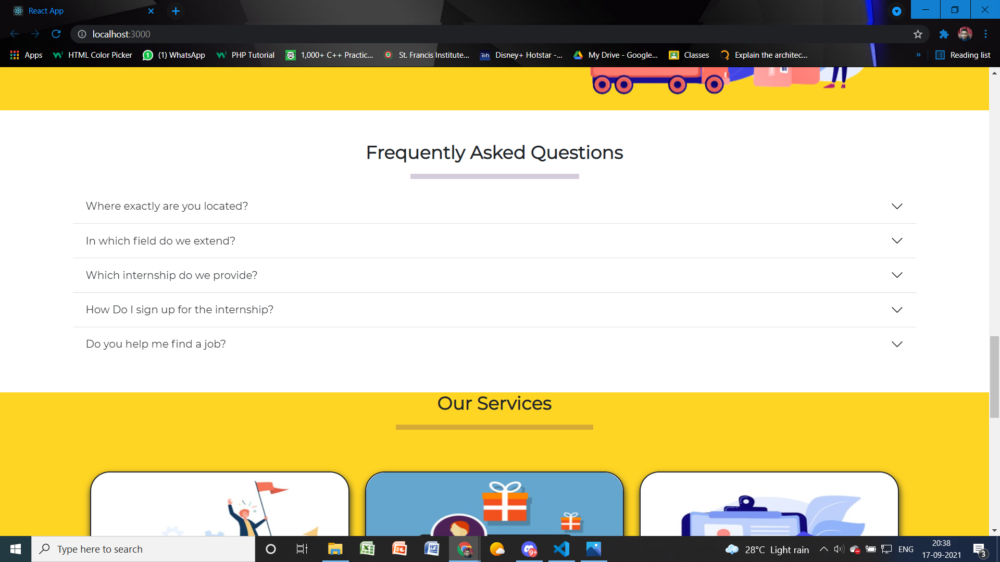 React App
localhost:3000
Apps HTML Color Picker (1) WhatsApp PHP Tutorial 1,000+ C++ Practic... St. Francis Institute... Disney+ Hotstar -... My Drive - Google... Classes Explain the architec... » Reading list
Frequently Asked Questions
Where exactly are you located?
In which field do we extend?
Which internship do we provide?
How Do I sign up for the internship?
Do you help me find a job?
Our Services
Type here to search
9+
28°C Light rain
ENG
20:38
17-09-2021
3